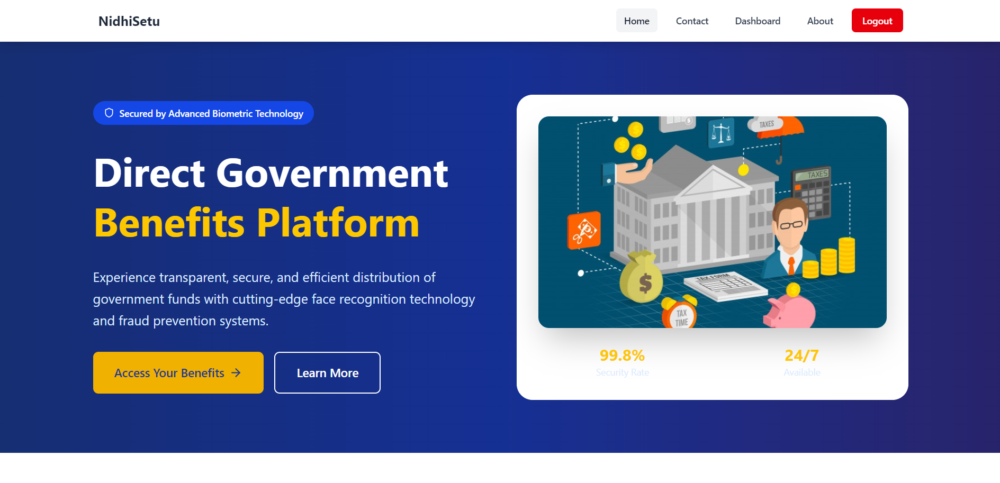 NidhiSetu
Home
Contact
Dashboard
About
Logout
Secured by Advanced Biometric Technology
Direct Government
Benefits Platform
Experience transparent, secure, and efficient distribution of
government funds with cutting-edge face recognition technology
and fraud prevention systems.
Access Your Benefits →
Learn More
$
$
$
$
TAXES
TAXES
$
TAX FORM
$
TAX
TIME
99.8%
Security Rate
24/7
Available